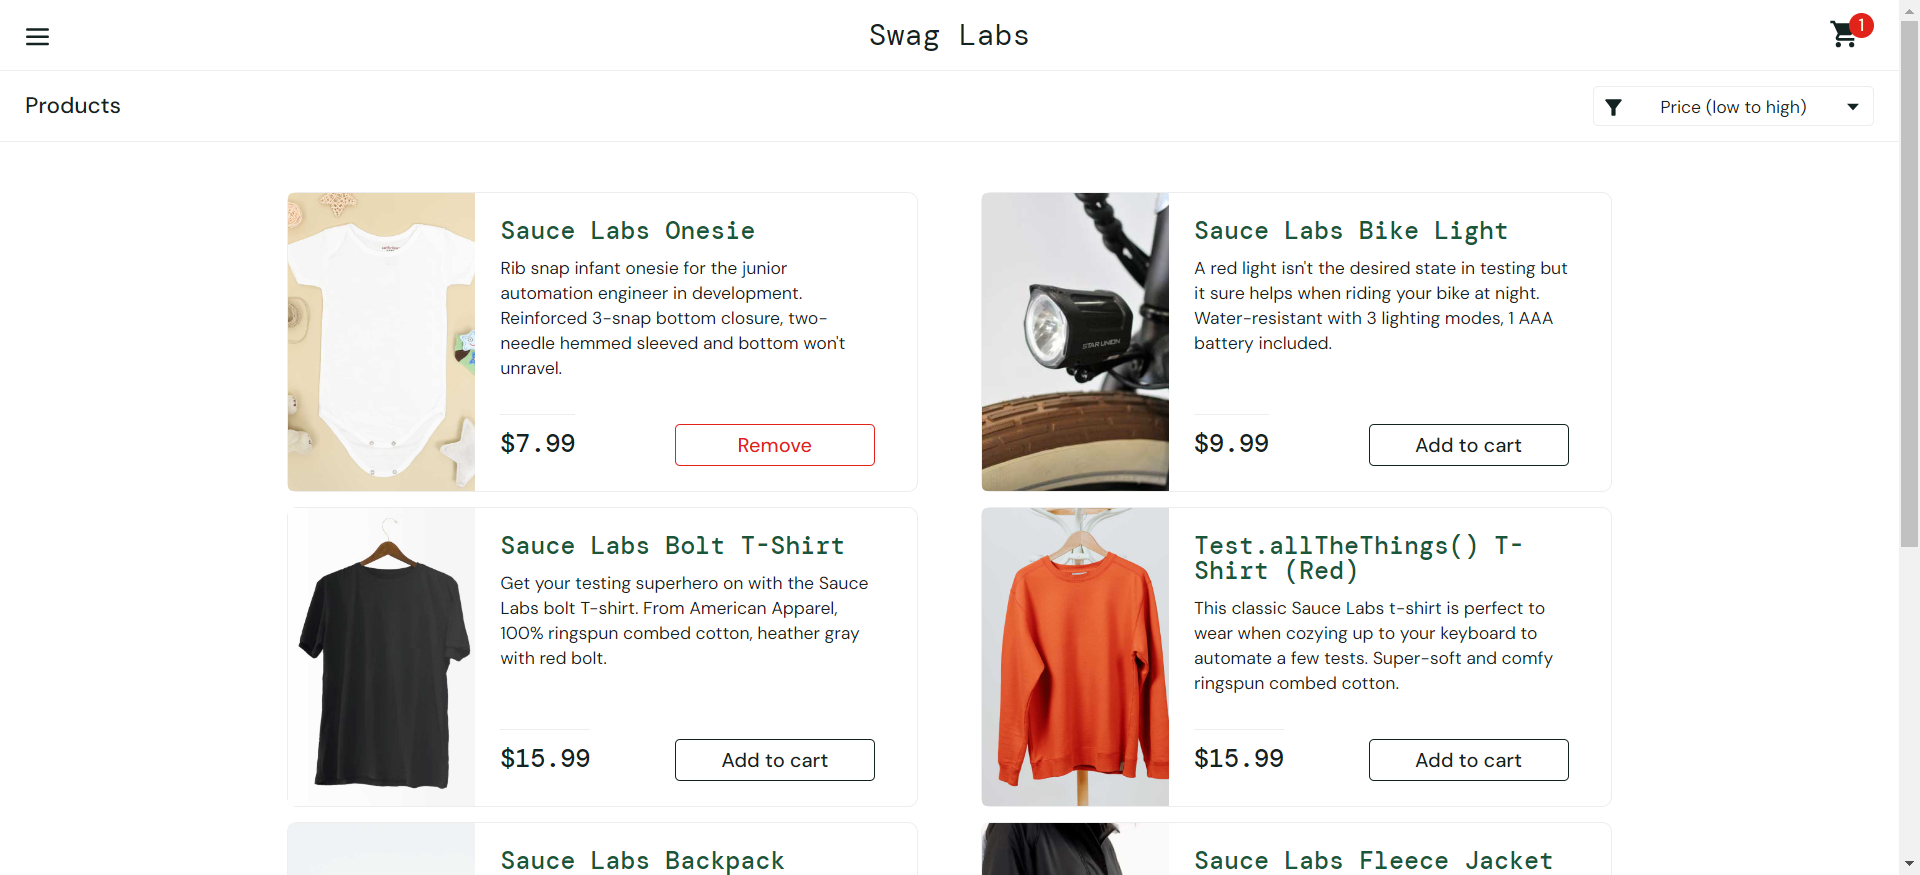 Swag Labs
1
Products
Price (low to high)
Sauce Labs Onesie
Rib snap infant onesie for the junior
automation engineer in development.
Reinforced 3-snap bottom closure, two-
needle hemmed sleeved and bottom won't
unravel.
$7.99
Remove
Sauce Labs Bike Light
A red light isn't the desired state in testing but
it sure helps when riding your bike at night.
Water-resistant with 3 lighting modes, 1 AAA
battery included.
STAR UNION
$9.99
Add to cart
Sauce Labs Bolt T-Shirt
Get your testing superhero on with the Sauce
Labs bolt T-shirt. From American Apparel,
100% ringspun combed cotton, heather gray
with red bolt.
$15.99
Add to cart
Test.allTheThings() T-
Shirt (Red)
This classic Sauce Labs t-shirt is perfect to
wear when cozying up to your keyboard to
automate a few tests. Super-soft and comfy
ringspun combed cotton.
$15.99
Add to cart
Sauce Labs Backpack
Sauce Labs Fleece Jacket